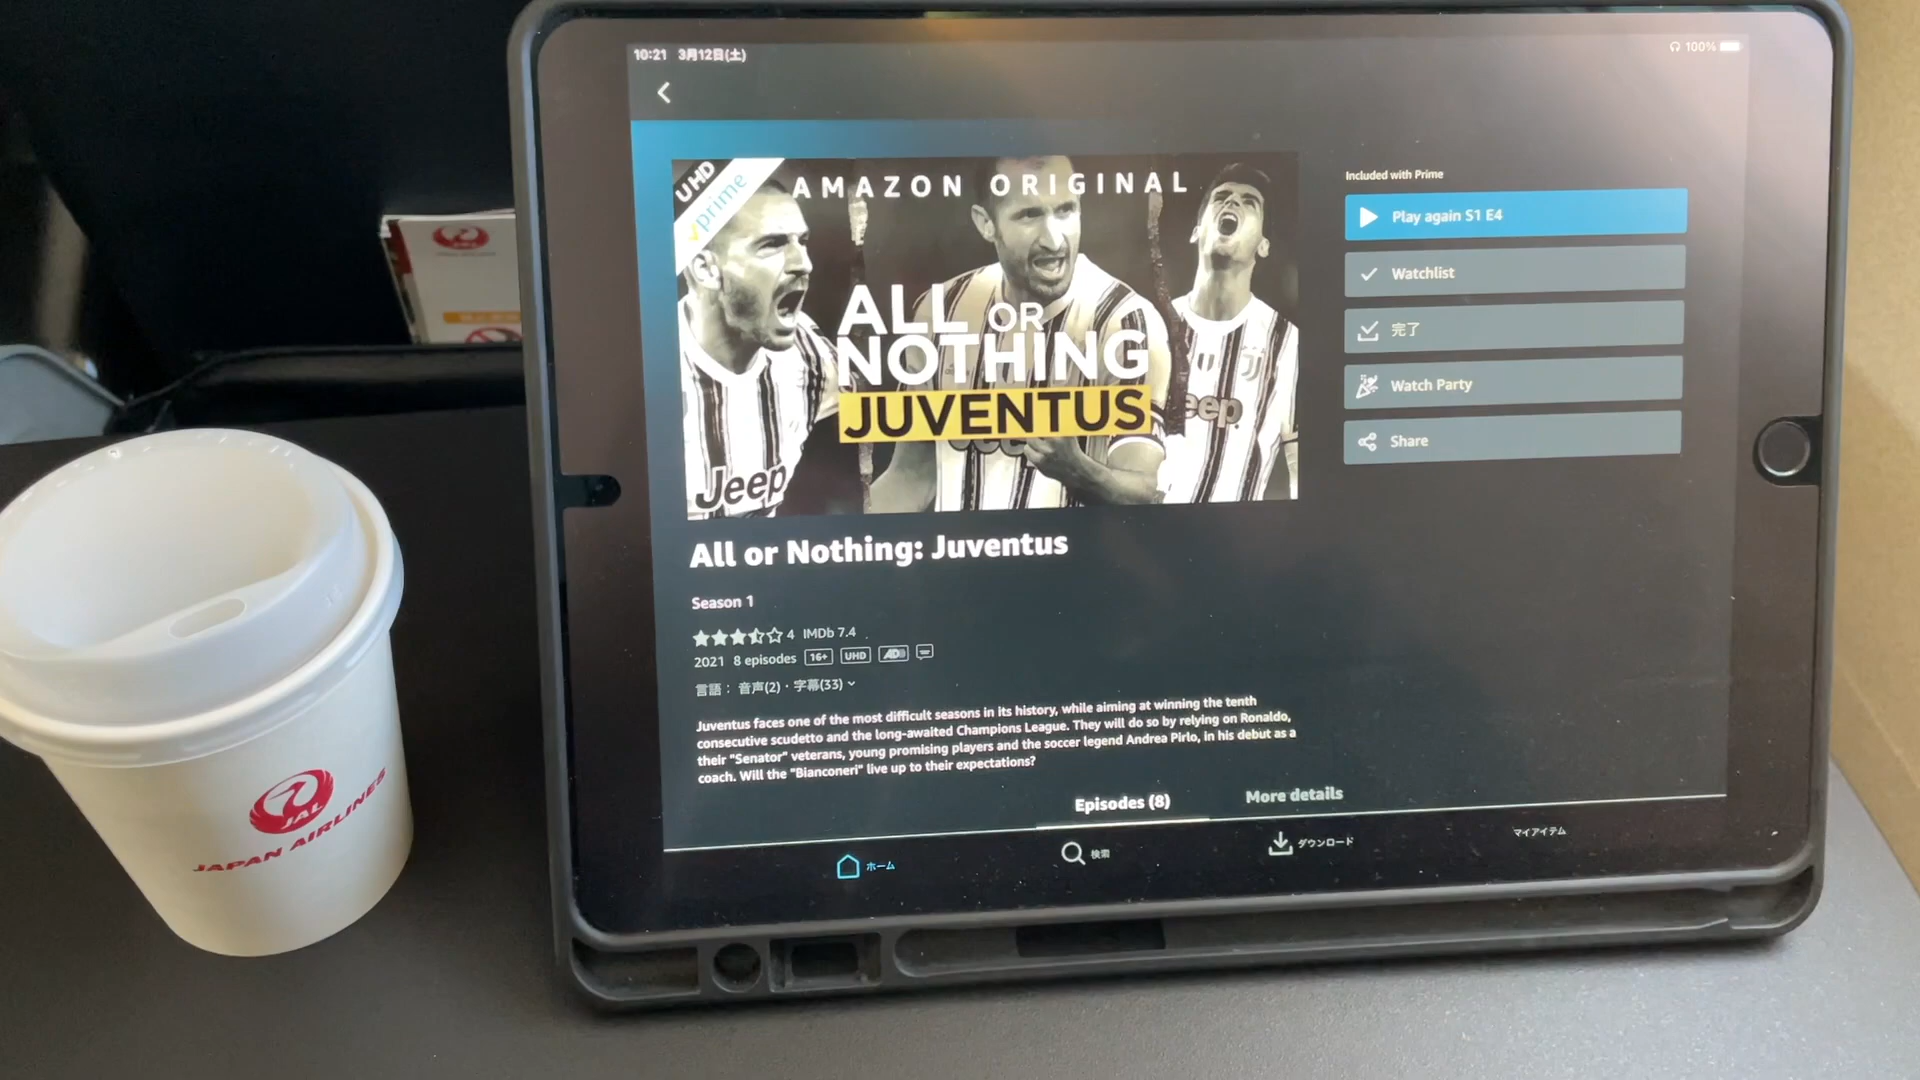 10:21 3月12日(土)
100%
UHD
prime
AMAZON ORIGINAL
ALL OR
NOTHING
JUVENTUS
Jeep
Jeep
eep
Included with Prime
Play again S1 E4
Watchlist
完了
Watch Party
Share
All or Nothing: Juventus
Season 1
4 IMDb 7.4
2021 8 episodes 16+ UHD AD
言語： 音声(2)・字幕(33)
Juventus faces one of the most difficult seasons in its history, while aiming at winning the tenth
consecutive scudetto and the long-awaited Champions League. They will do so by relying on Ronaldo,
their "Senator" veterans, young promising players and the soccer legend Andrea Pirlo, in his debut as a
coach. Will the "Bianconeri" live up to their expectations?
Episodes (8)
More details
ホーム
検索
ダウンロード
マイアイテム
JAL
JAPAN AIRLINES